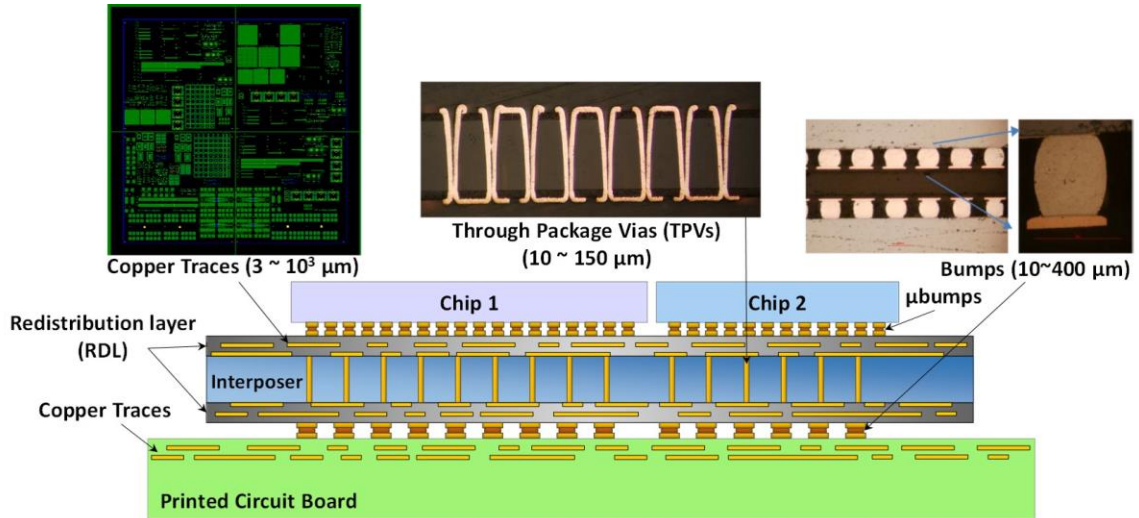 Copper Traces (3 ~ 10³ μm)
Through Package Vias (TPVs)
(10 ~ 150 μm)
Bumps (10~400 μm)
Chip 1
Chip 2
μbumps
Redistribution layer
(RDL)
Interposer
Copper Traces
Printed Circuit Board